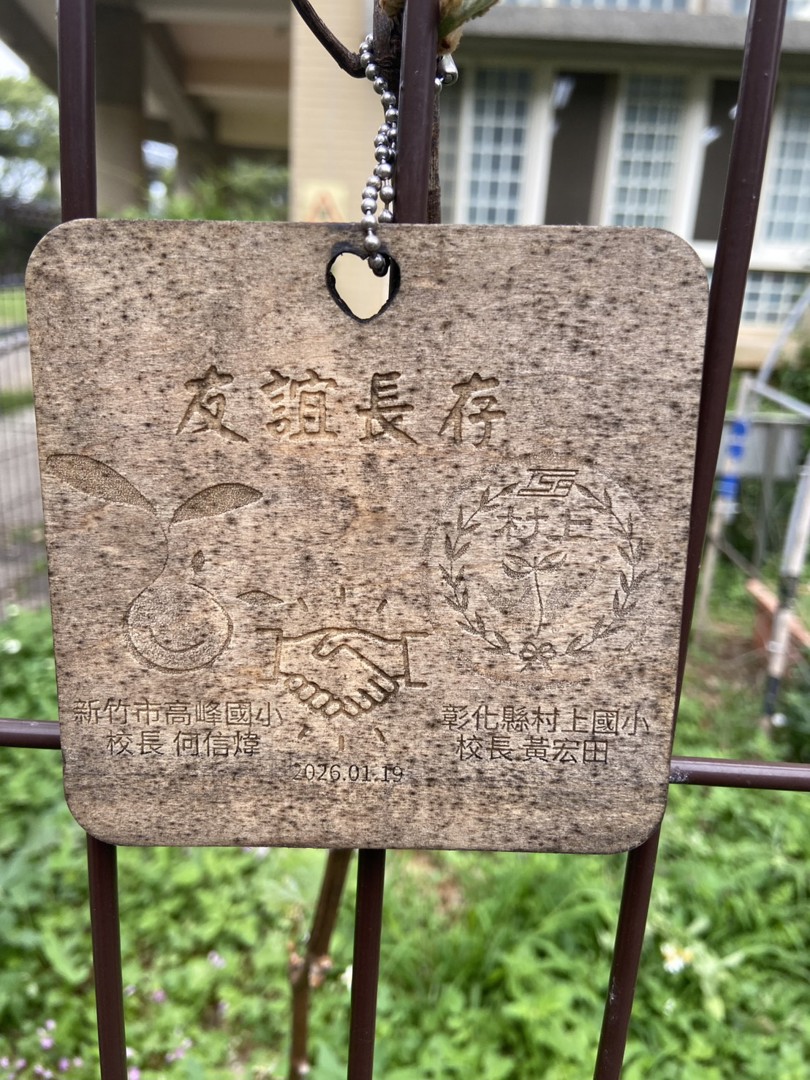 友誼長存
村上
新竹市高峰國小
校長 何信煒
彰化縣村上國小
校長 黃宏田
2026.01.19